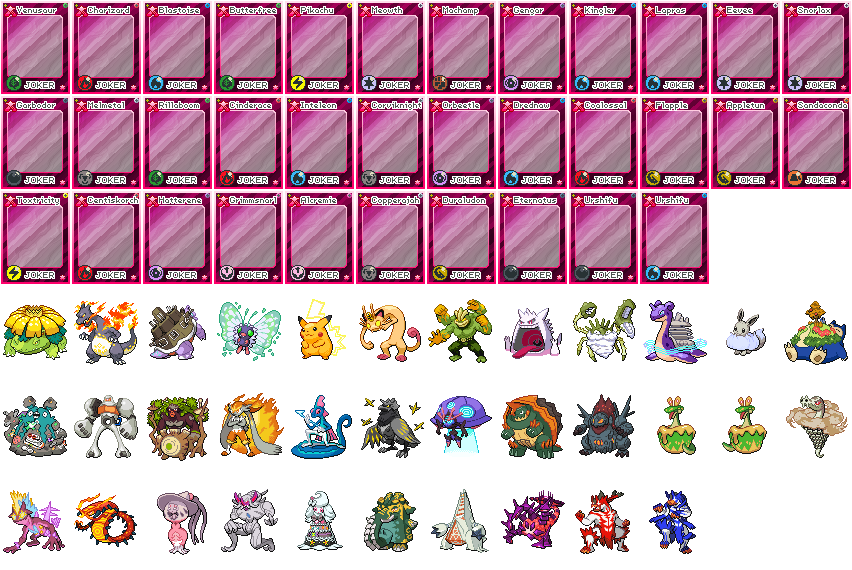 Venusaur Charizard Blastoise Butterfree Pikachu Meowth Machamp Gengar Kingler Lapras Eevee Snorlax
JOKER JOKER JOKER JOKER JOKER JOKER JOKER JOKER JOKER JOKER JOKER JOKER
Garbodor Melmetal Rillaboom Cinderace Inteleon Corviknight Orbeetle Drednaw Coalossal Flapple Appletun Sandaconda
JOKER JOKER JOKER JOKER JOKER JOKER JOKER JOKER JOKER JOKER JOKER JOKER
Toxtricity Centiskorch Hatterene Grimmsnarl Alcremie Copperajah Duraludon Eternatus Urshifu Urshifu
JOKER JOKER JOKER JOKER JOKER JOKER JOKER JOKER JOKER JOKER